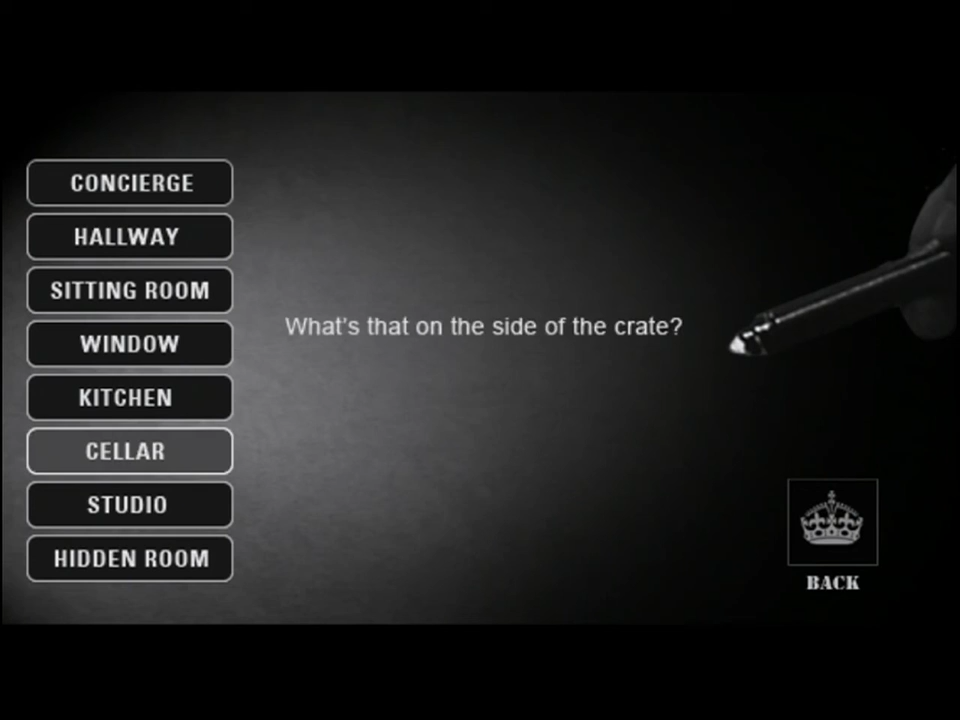 CONCIERGE
HALLWAY
SITTING ROOM
WINDOW
KITCHEN
CELLAR
STUDIO
HIDDEN ROOM
What's that on the side of the crate?
BACK